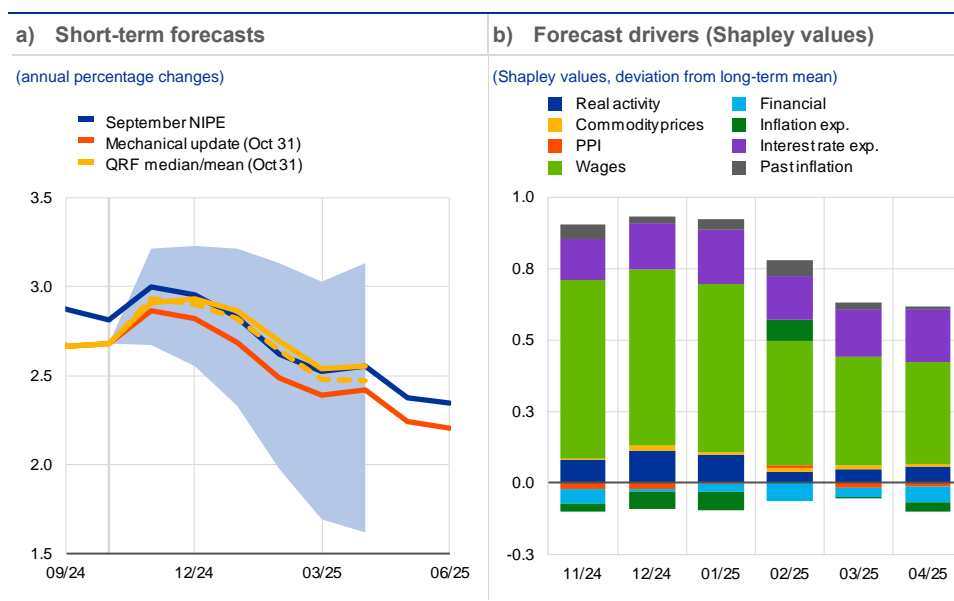 a) Short-term forecasts
(annual percentage changes)
September NIPE
Mechanical update (Oct 31)
QRF median/mean (Oct 31)
3.5
3.0
2.5
2.0
1.5
09/24 12/24 03/25 06/25
b) Forecast drivers (Shapley values)
(Shapley values, deviation from long-term mean)
Real activity Financial
Commodity prices Inflation exp.
PPI Interest rate exp.
Wages Past inflation
1.0
0.8
0.5
0.3
0.0
-0.3
11/24 12/24 01/25 02/25 03/25 04/25